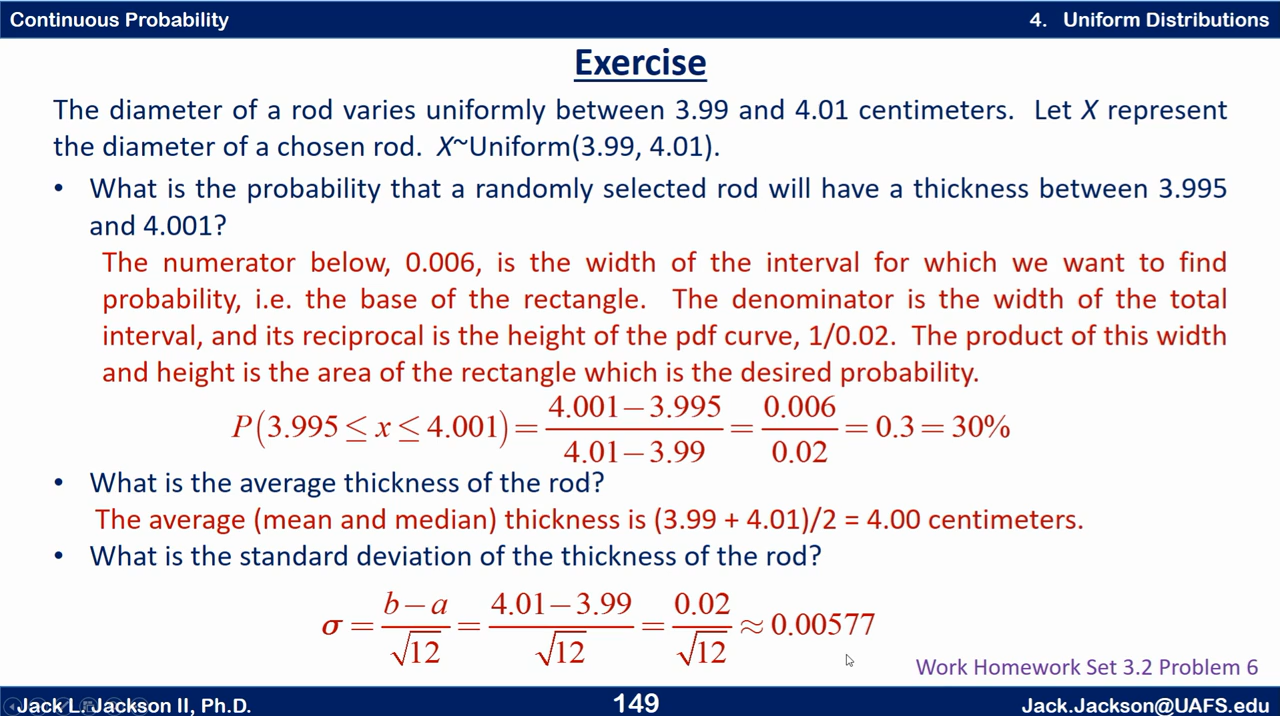 Continuous Probability
4. Uniform Distributions
Exercise
The diameter of a rod varies uniformly between 3.99 and 4.01 centimeters. Let X represent
the diameter of a chosen rod. X~Uniform(3.99, 4.01).
• What is the probability that a randomly selected rod will have a thickness between 3.995
and 4.001?
The numerator below, 0.006, is the width of the interval for which we want to find
probability, i.e. the base of the rectangle. The denominator is the width of the total
interval, and its reciprocal is the height of the pdf curve, 1/0.02. The product of this width
and height is the area of the rectangle which is the desired probability.
P(3.995 ≤ x ≤ 4.001) = (4.001 − 3.995)/(4.01 − 3.99) = 0.006/0.02 = 0.3 = 30%
• What is the average thickness of the rod?
The average (mean and median) thickness is (3.99 + 4.01)/2 = 4.00 centimeters.
• What is the standard deviation of the thickness of the rod?
σ = (b − a)/√12 = (4.01 − 3.99)/√12 = 0.02/√12 ≈ 0.00577
Work Homework Set 3.2 Problem 6
Jack L. Jackson II, Ph.D.
149
Jack.Jackson@UAFS.edu